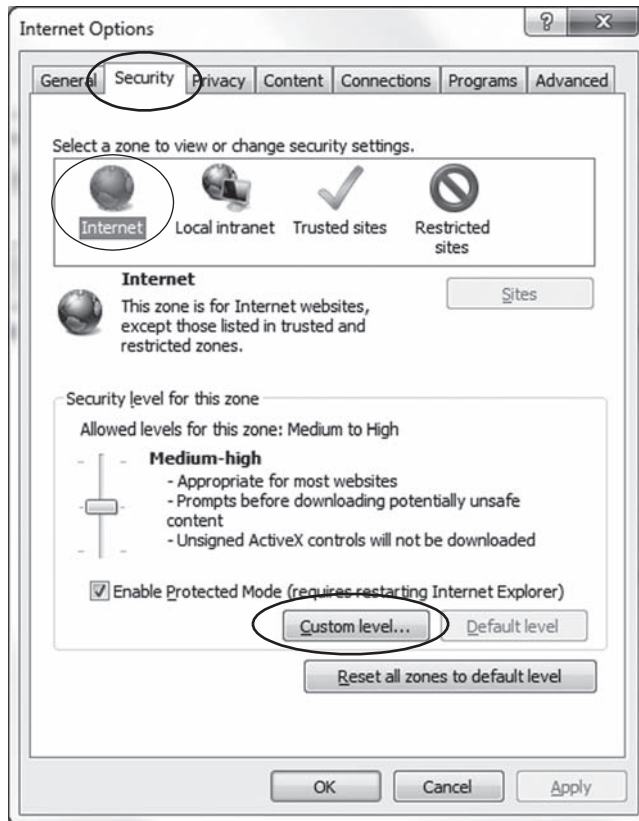 Internet Options
?
General Security Privacy Content Connections Programs Advanced
Select a zone to view or change security settings.
Internet Local intranet Trusted sites Restricted
sites
Internet
This zone is for Internet websites,
except those listed in trusted and
restricted zones.
Sites
Security level for this zone
Allowed levels for this zone: Medium to High
Medium-high
- Appropriate for most websites
- Prompts before downloading potentially unsafe
content
- Unsigned ActiveX controls will not be downloaded
Enable Protected Mode (requires restarting Internet Explorer)
Custom level... Default level
Reset all zones to default level
OK Cancel Apply